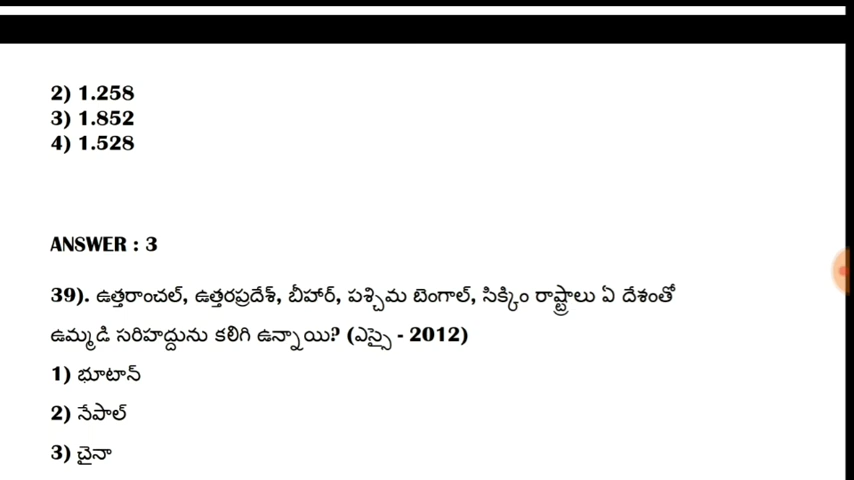 2) 1.258
3) 1.852
4) 1.528
ANSWER : 3
39). ఉత్తరాంచల్, ఉత్తరప్రదేశ్, బీహార్, పశ్చిమ బెంగాల్, సిక్కిం రాష్ట్రాలు ఏ దేశంతో
ఉమ్మడి సరిహద్దును కలిగి ఉన్నాయి? (ఎస్సై - 2012)
1) భూటాన్
2) నేపాల్
3) చైనా